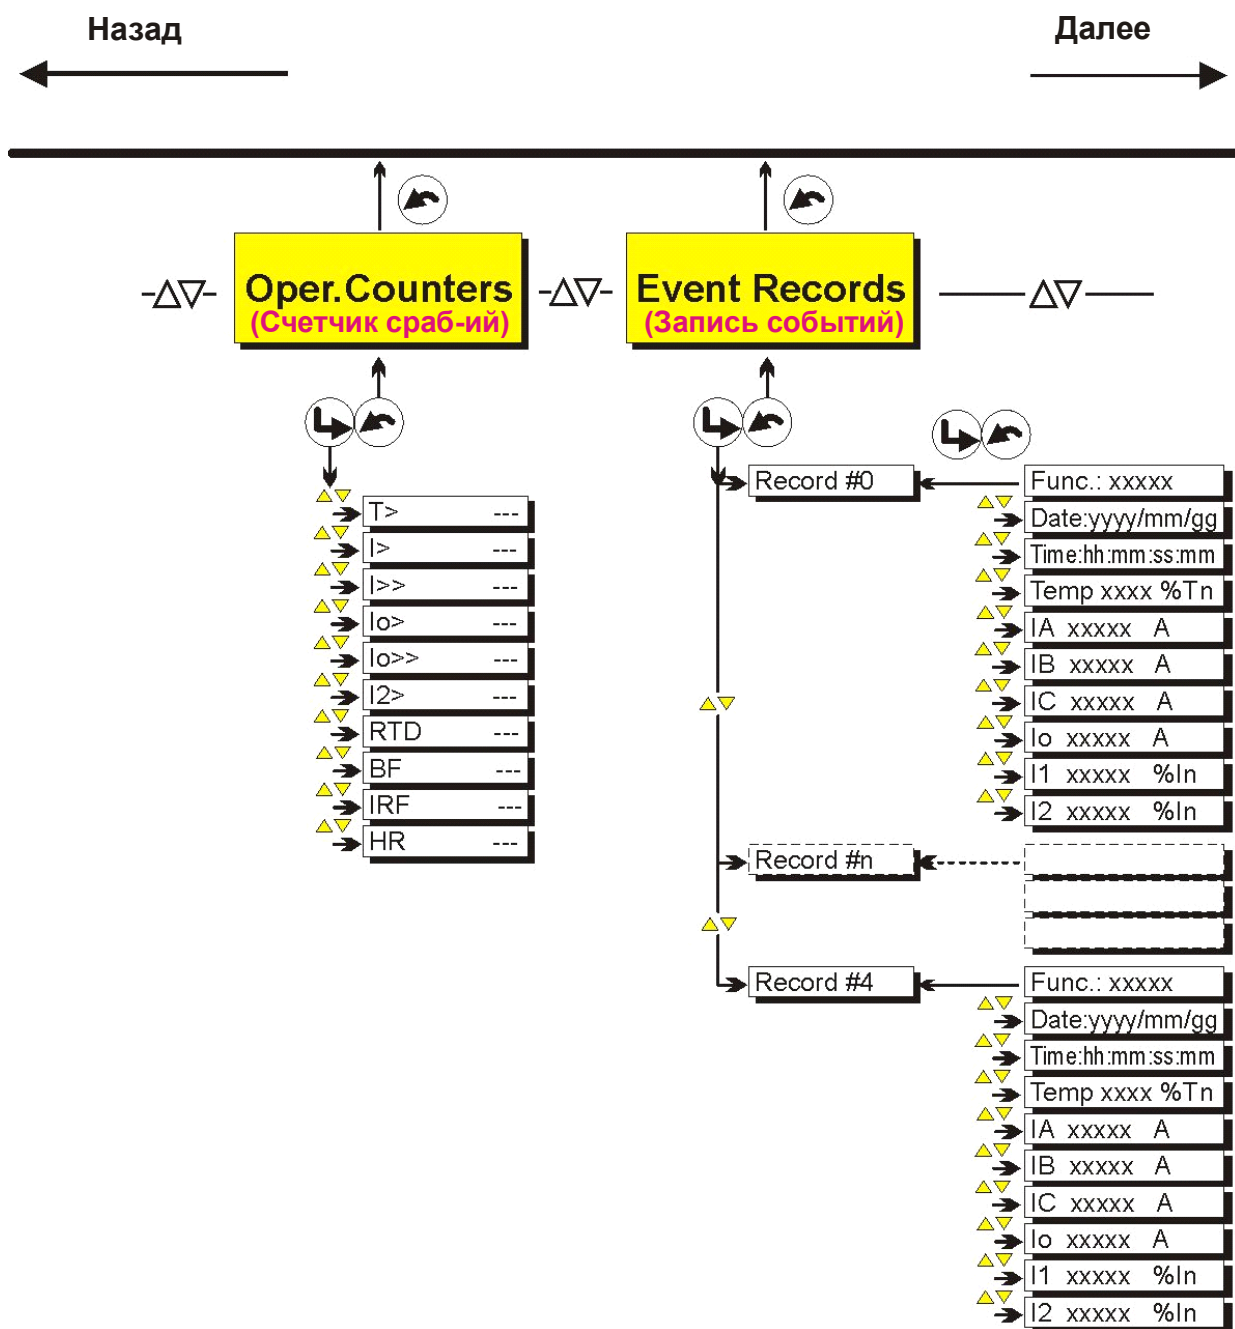 Назад
Далее
Oper.Counters
(Счетчик сраб-ий)
Event Records
(Запись событий)
T> ---
I> ---
I>> ---
Io> ---
Io>> ---
I2> ---
RTD ---
BF ---
IRF ---
HR ---
Record #0
Func.: xxxxx
Date:yyyy/mm/gg
Time:hh:mm:ss:mm
Temp xxxx %Tn
IA xxxxx A
IB xxxxx A
IC xxxxx A
Io xxxxx A
I1 xxxxx %In
I2 xxxxx %In
Record #n
Record #4
Func.: xxxxx
Date:yyyy/mm/gg
Time:hh:mm:ss:mm
Temp xxxx %Tn
IA xxxxx A
IB xxxxx A
IC xxxxx A
Io xxxxx A
I1 xxxxx %In
I2 xxxxx %In